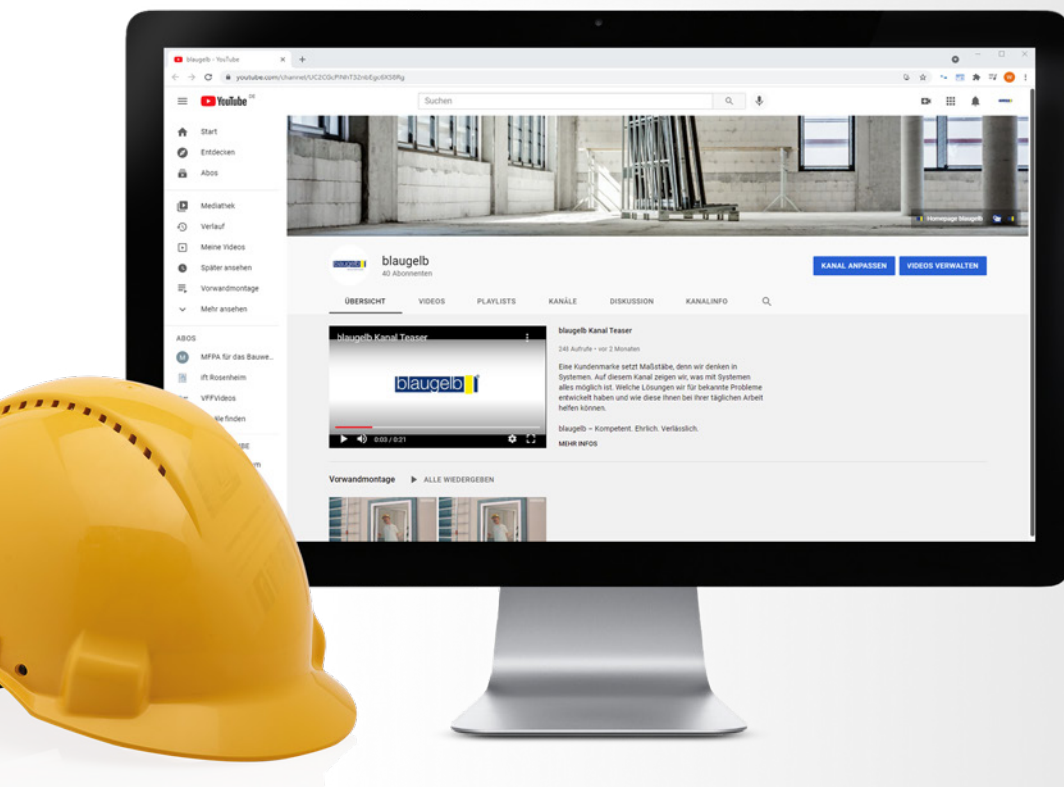 blaugelb - YouTube
youtube.com/channel/
YouTube DE
Suchen
Start
Entdecken
Abos
Mediathek
Verlauf
Meine Videos
Später ansehen
Vorwandmontage
Mehr ansehen
ABOS
M MFPA für das Bauwe...
ift Rosenheim
VFFVideos
finden
Homepage blaugelb
blaugelb
blaugelb
40 Abonnenten
KANAL ANPASSEN
VIDEOS VERWALTEN
ÜBERSICHT VIDEOS PLAYLISTS KANÄLE DISKUSSION KANALINFO
blaugelb Kanal Teaser
blaugelb
0:03 / 0:21
blaugelb Kanal Teaser
248 Aufrufe • vor 2 Monaten
Eine Kundenmarke setzt Maßstäbe, denn wir denken in
Systemen. Auf diesem Kanal zeigen wir, was mit Systemen
alles möglich ist. Welche Lösungen wir für bekannte Probleme
entwickelt haben und wie diese Ihnen bei Ihrer täglichen Arbeit
helfen können.
blaugelb – Kompetent. Ehrlich. Verlässlich.
MEHR INFOS
Vorwandmontage ALLE WIEDERGEBEN